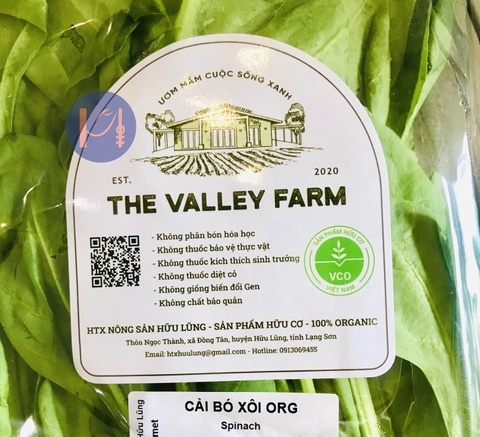 ƯƠM MẦM CUỘC SỐNG XANH
EST. 2020
THE VALLEY FARM
- Không phân bón hóa học
- Không thuốc bảo vệ thực vật
- Không thuốc kích thích sinh trưởng
- Không thuốc diệt cỏ
- Không giống biến đổi Gen
- Không chất bảo quản
SẢN PHẨM HỮU CƠ
VCO
VIỆT NAM
HTX NÔNG SẢN HỮU LŨNG - SẢN PHẨM HỮU CƠ - 100% ORGANIC
Thôn Ngọc Thành, xã Đồng Tân, huyện Hữu Lũng, tỉnh Lạng Sơn
Email: htxhuulung@gmail.com - Hotline: 0913069455
CẢI BÓ XÔI ORG
Spinach
Hữu Lũng